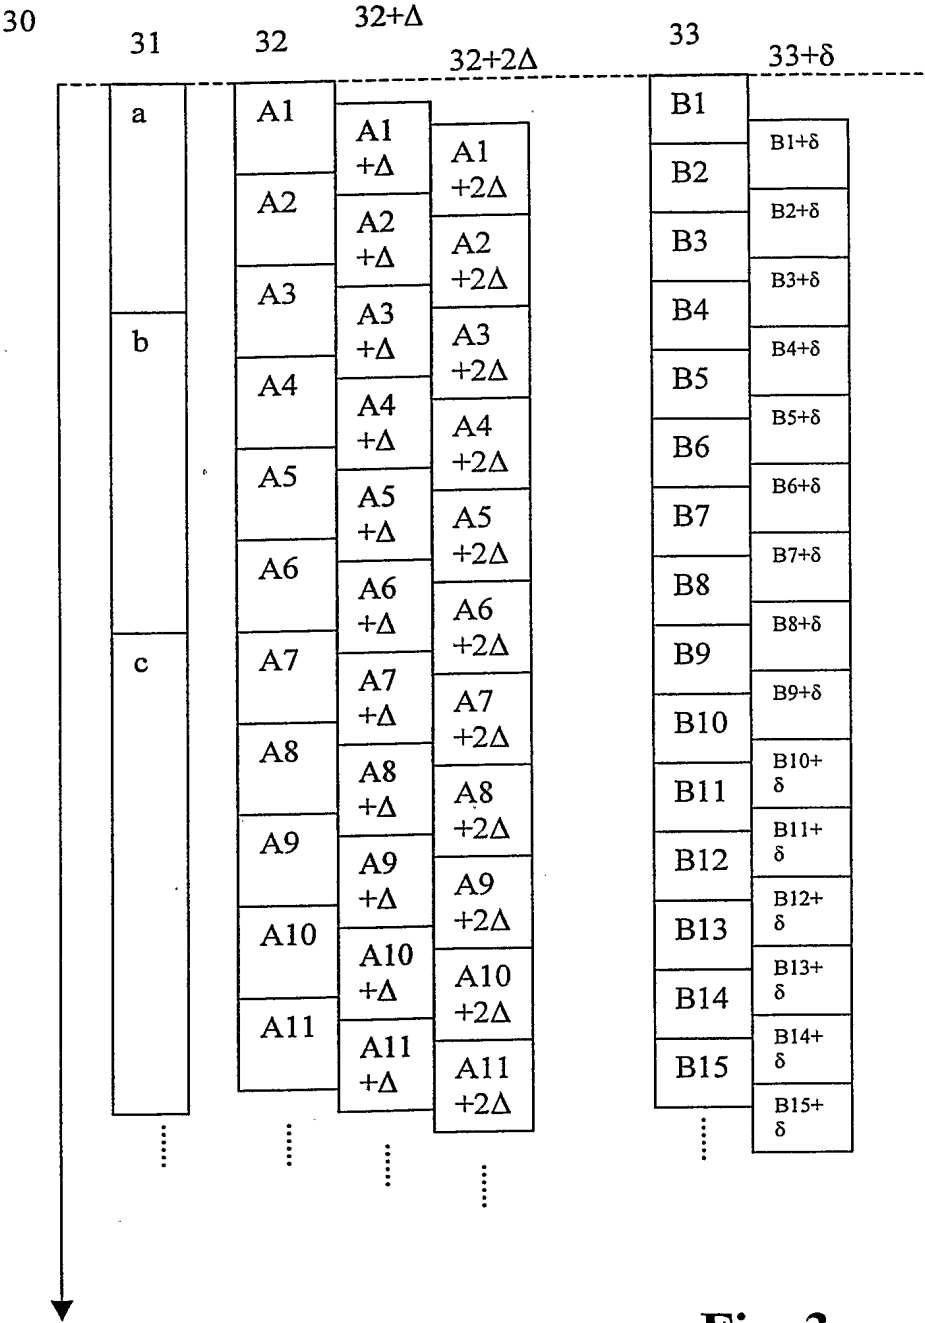 30
31
32
32+Δ
32+2Δ
33
33+δ
a
b
c
A1
A2
A3
A4
A5
A6
A7
A8
A9
A10
A11
A1
+Δ
A2
+Δ
A3
+Δ
A4
+Δ
A5
+Δ
A6
+Δ
A7
+Δ
A8
+Δ
A9
+Δ
A10
+Δ
A11
+Δ
A1
+2Δ
A2
+2Δ
A3
+2Δ
A4
+2Δ
A5
+2Δ
A6
+2Δ
A7
+2Δ
A8
+2Δ
A9
+2Δ
A10
+2Δ
A11
+2Δ
B1
B2
B3
B4
B5
B6
B7
B8
B9
B10
B11
B12
B13
B14
B15
B1+δ
B2+δ
B3+δ
B4+δ
B5+δ
B6+δ
B7+δ
B8+δ
B9+δ
B10+
δ
B11+
δ
B12+
δ
B13+
δ
B14+
δ
B15+
δ